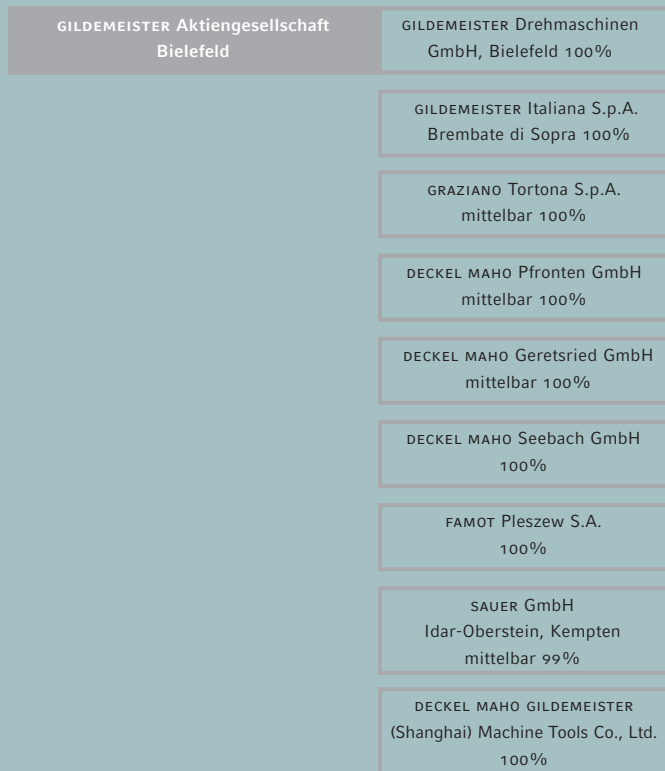 GILDEMEISTER Aktiengesellschaft
Bielefeld
GILDEMEISTER Drehmaschinen
GmbH, Bielefeld 100%
GILDEMEISTER Italiana S.p.A.
Brembate di Sopra 100%
GRAZIANO Tortona S.p.A.
mittelbar 100%
DECKEL MAHO Pfronten GmbH
mittelbar 100%
DECKEL MAHO Geretsried GmbH
mittelbar 100%
DECKEL MAHO Seebach GmbH
100%
FAMOT Pleszew S.A.
100%
SAUER GmbH
Idar-Oberstein, Kempten
mittelbar 99%
DECKEL MAHO GILDEMEISTER
(Shanghai) Machine Tools Co., Ltd.
100%